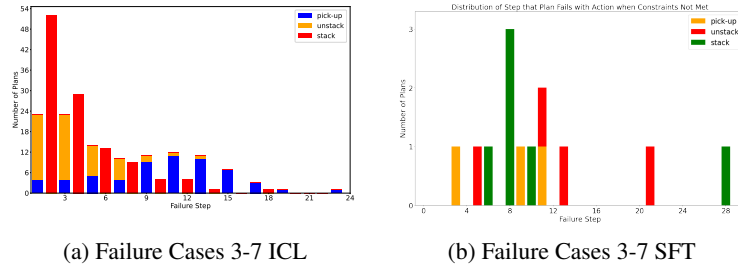 Distribution of Step that Plan Fails with Action when Constraints Not Met
54
48
42
36
30
24
18
12
6
0
Number of Plans
pick-up
unstack
stack
3 6 9 12 15 18 21 24
Failure Step
3
2
1
0
Number of Plans
pick-up
unstack
stack
0 4 8 12 16 20 24 28
Failure Step
(a) Failure Cases 3-7 ICL
(b) Failure Cases 3-7 SFT